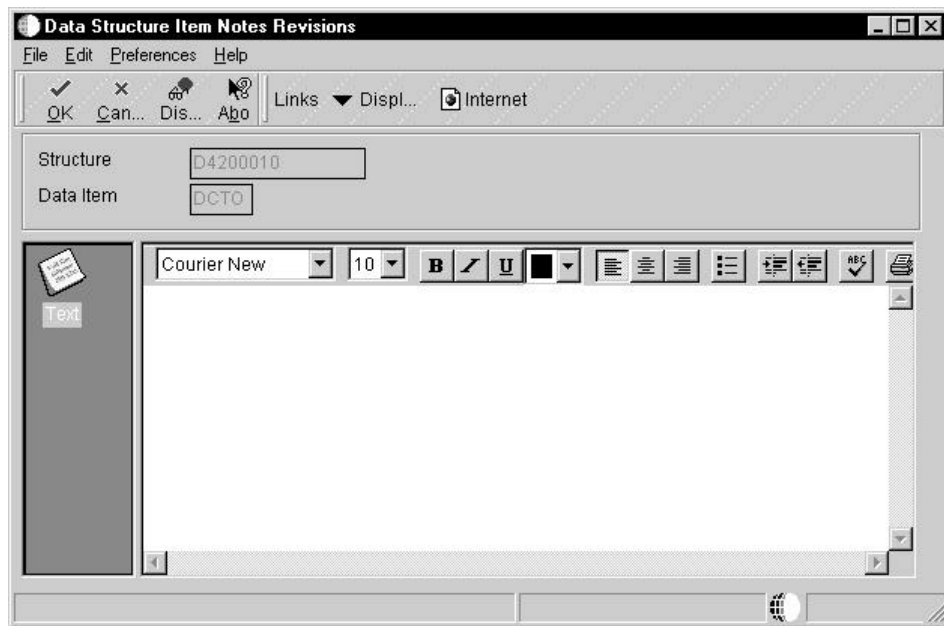 Data Structure Item Notes Revisions
File Edit Preferences Help
OK Can... Dis... Abo Links Displ... Internet
Structure D4200010
Data Item DCTO
Courier New 10 B I U ABC
Text